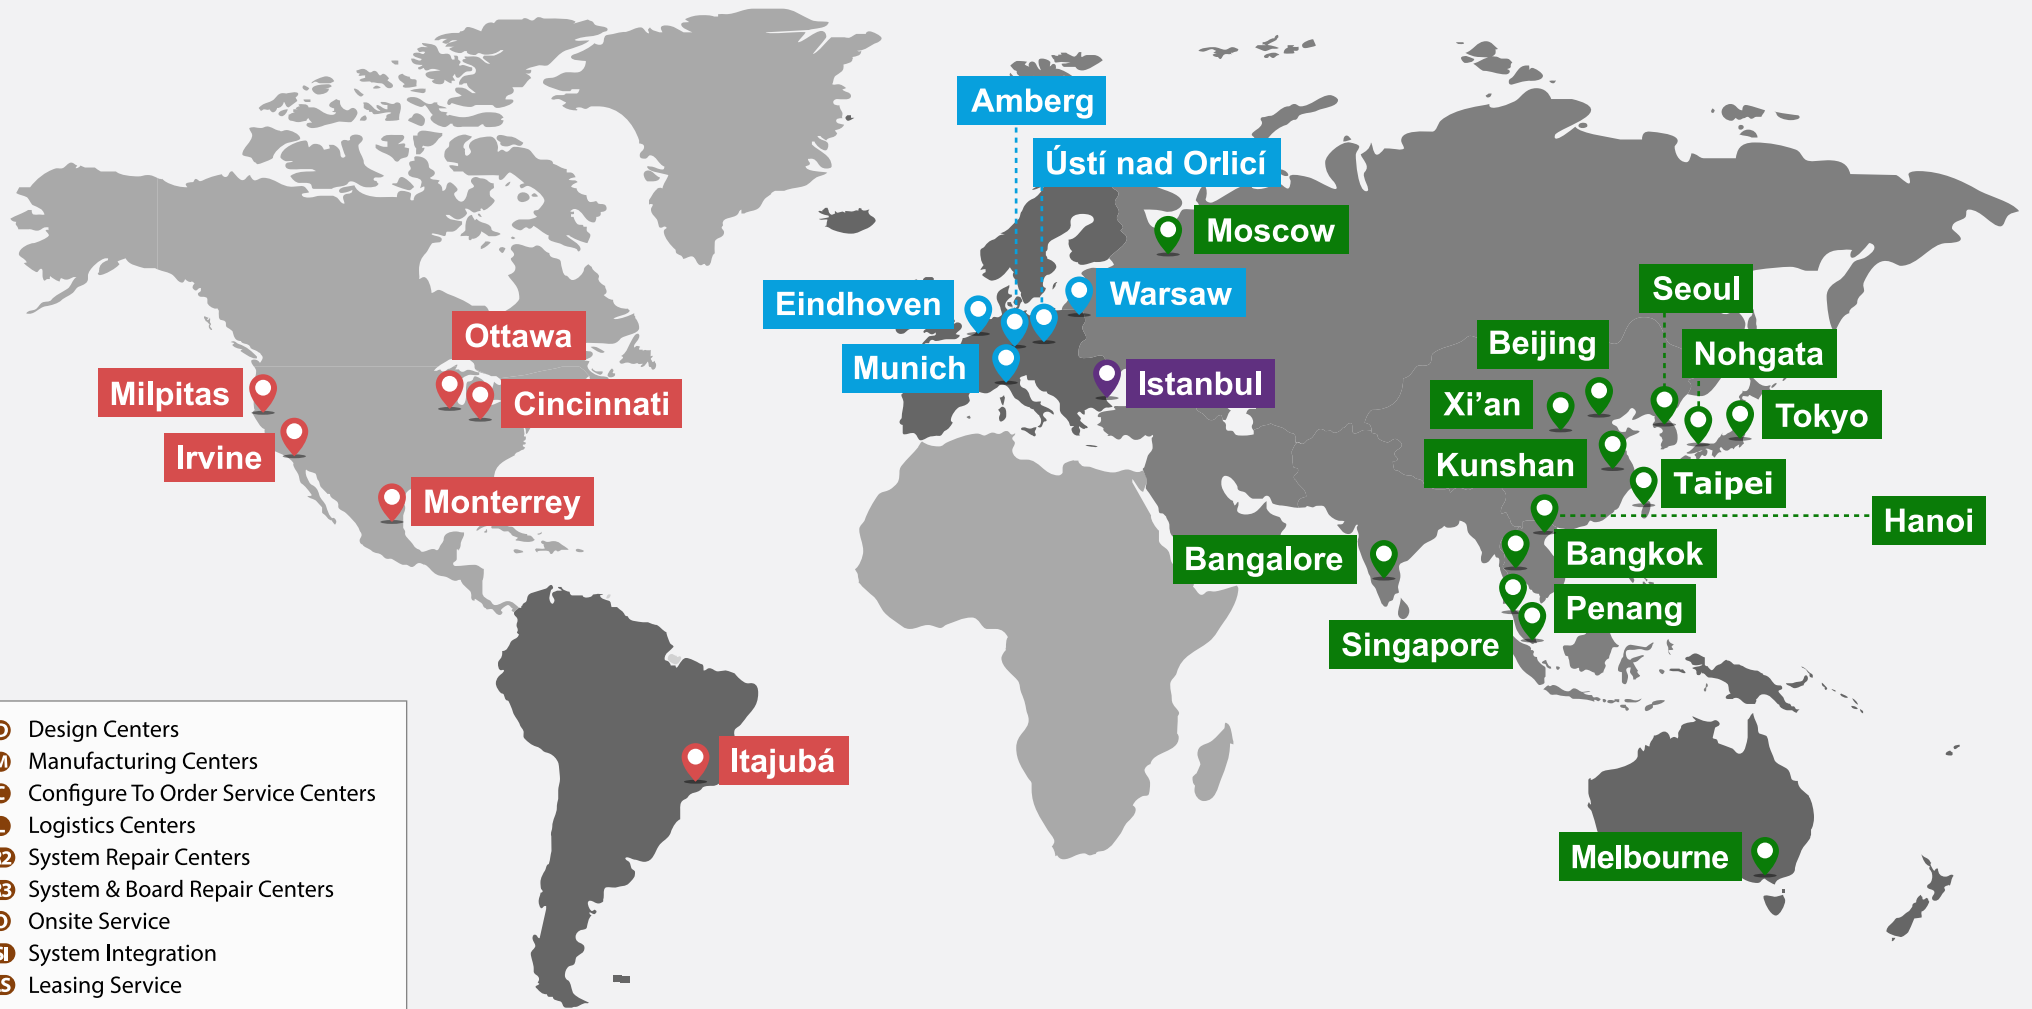 Amberg
Ústí nad Orlicí
Moscow
Eindhoven
Warsaw
Seoul
Ottawa
Beijing
Nohgata
Munich
Istanbul
Milpitas
Cincinnati
Xi’an
Tokyo
Irvine
Kunshan
Taipei
Monterrey
Hanoi
Bangalore
Bangkok
Penang
Singapore
Itajubá
Melbourne
Design Centers
Manufacturing Centers
Configure To Order Service Centers
Logistics Centers
System Repair Centers
System & Board Repair Centers
Onsite Service
System Integration
Leasing Service